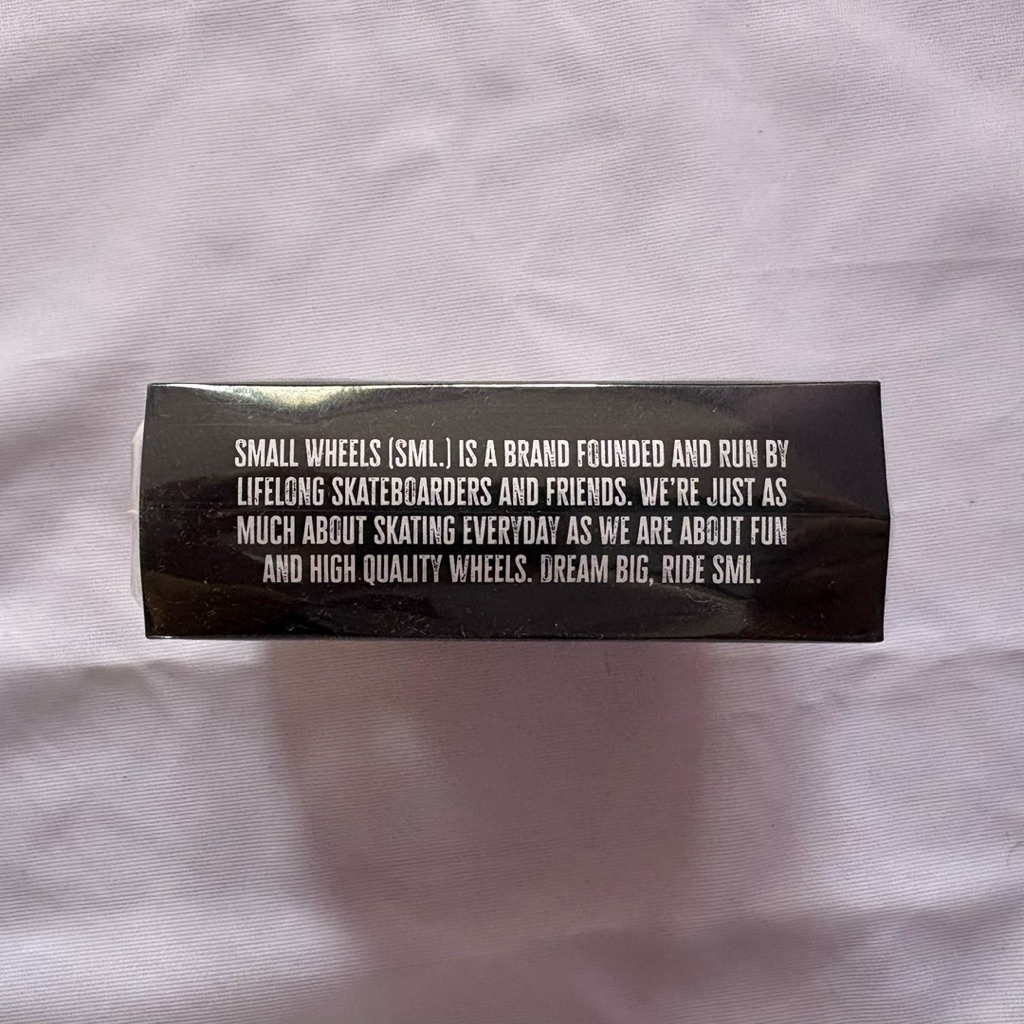 SMALL WHEELS (SML.) IS A BRAND FOUNDED AND RUN BY
LIFELONG SKATEBOARDERS AND FRIENDS. WE'RE JUST AS
MUCH ABOUT SKATING EVERYDAY AS WE ARE ABOUT FUN
AND HIGH QUALITY WHEELS. DREAM BIG, RIDE SML.